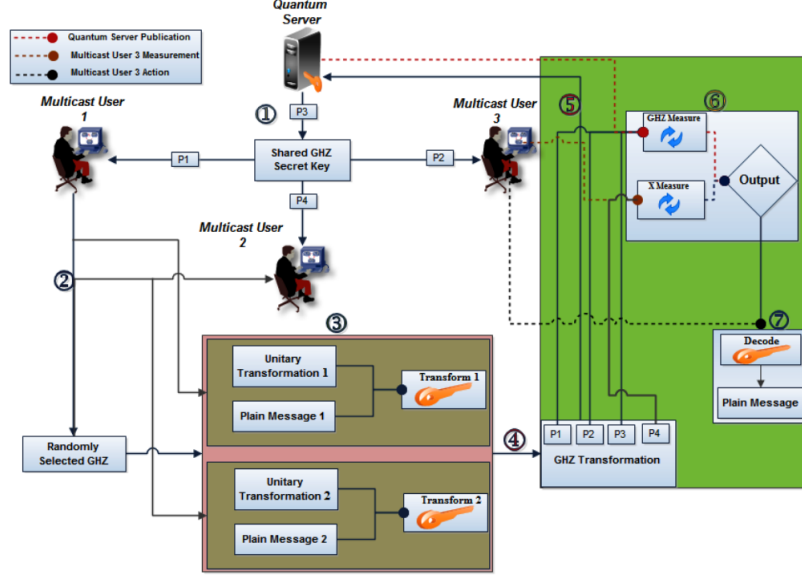 Quantum
Server
Quantum Server Publication
Multicast User 3 Measurement
Multicast User 3 Action
Multicast User
1
①
P3
Multicast User
3
⑤
⑥
GHZ Measure
P1
Shared GHZ
Secret Key
P2
X Measure
Output
P4
Multicast User
2
②
③
⑦
Unitary
Transformation 1
Transform 1
Plain Message 1
Decode
Plain Message
Randomly
Selected GHZ
④
P1
P2
P3
P4
GHZ Transformation
Unitary
Transformation 2
Transform 2
Plain Message 2